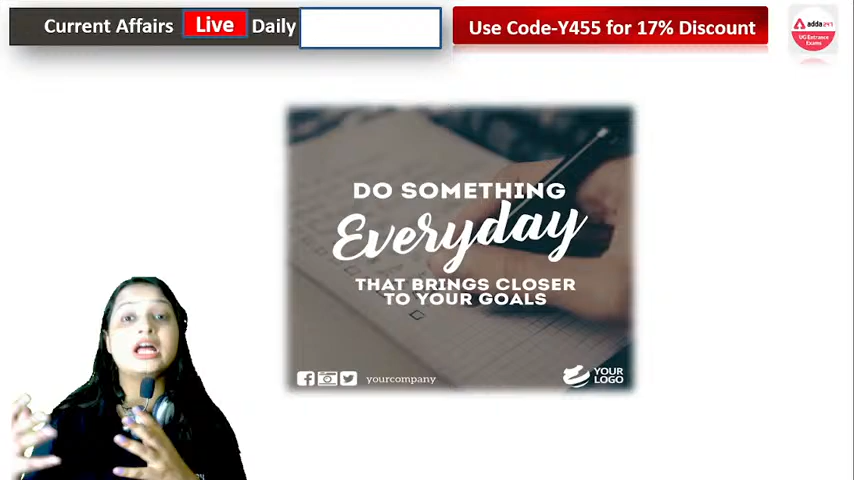 Current Affairs Live Daily
Use Code-Y455 for 17% Discount
adda247
UG Entrance
Exams
DO SOMETHING
Everyday
THAT BRINGS CLOSER
TO YOUR GOALS
yourcompany
YOUR
LOGO